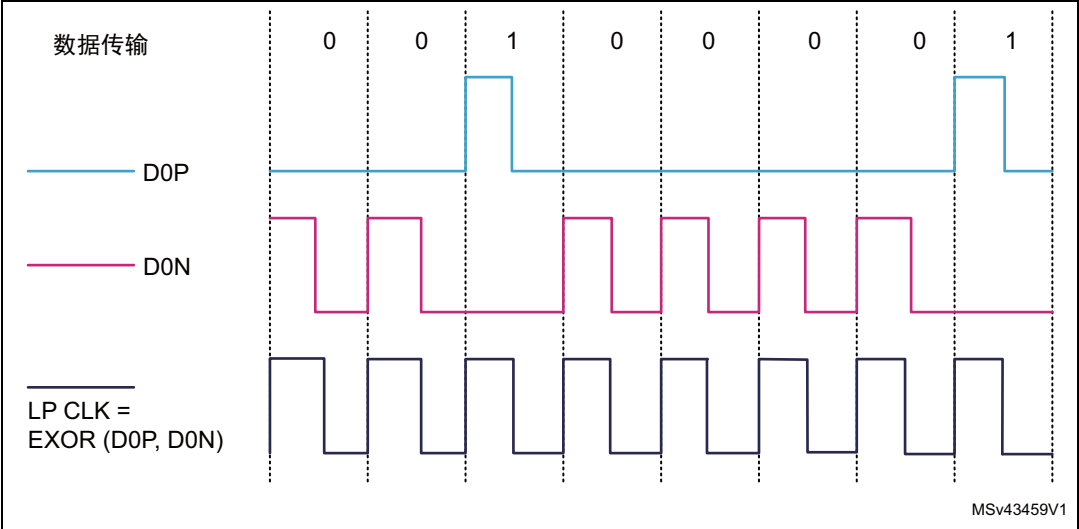 数据传输 0 0 1 0 0 0 0 1
D0P
D0N
LP CLK =
EXOR (D0P, D0N)
MSv43459V1